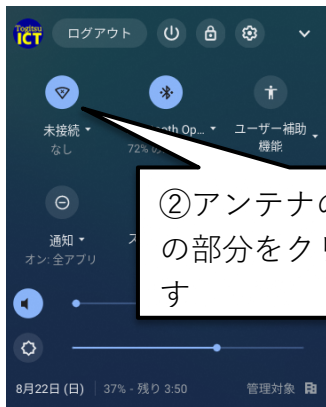 Togitsu
ICT
ログアウト
未接続
なし
ooth Op...
72% の
ユーザー補助
機能
通知
オン: 全アプリ
②アンテナの
の部分をクリ
す
8月22日 (日) 37% - 残り 3:50 管理対象